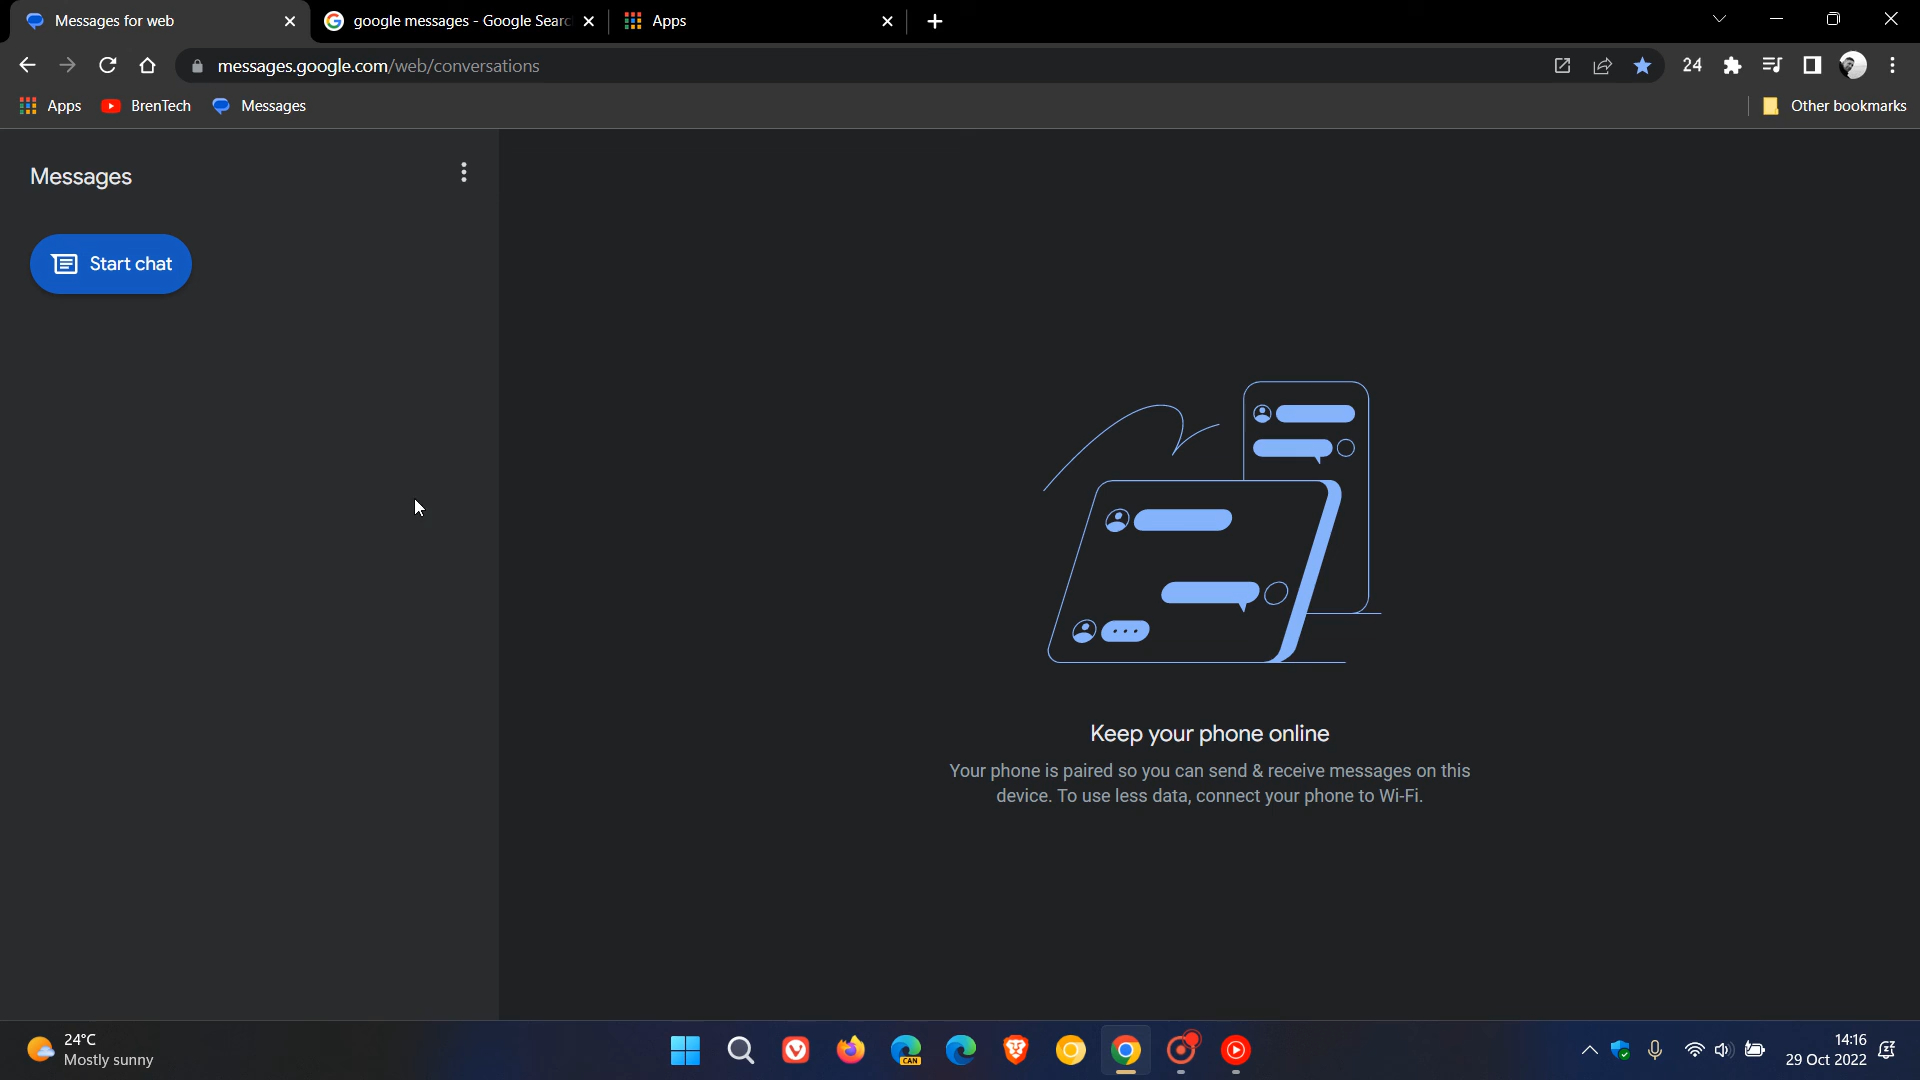 Messages for web
google messages - Google Searc
Apps
messages.google.com/web/conversations
24
Apps
BrenTech
Messages
Other bookmarks
Messages
Start chat
Keep your phone online
Your phone is paired so you can send & receive messages on this
device. To use less data, connect your phone to Wi-Fi.
24°C
Mostly sunny
CAN
14:16
29 Oct 2022